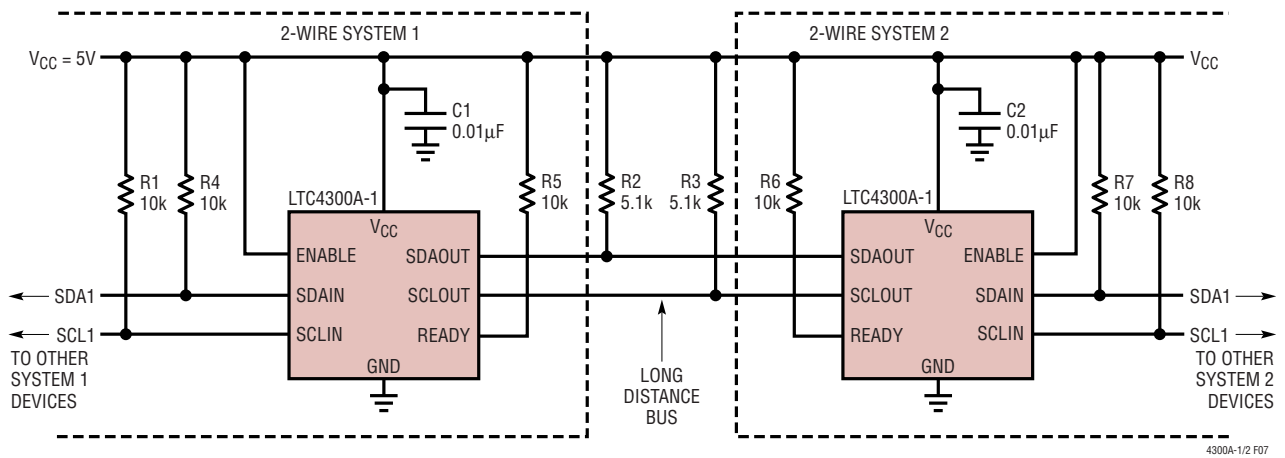 2-WIRE SYSTEM 1
2-WIRE SYSTEM 2
VCC = 5V
VCC
C1
0.01µF
C2
0.01µF
R1
10k
R4
10k
R5
10k
R2
5.1k
R3
5.1k
R6
10k
R7
10k
R8
10k
LTC4300A-1
VCC
ENABLE
SDAIN
SCLIN
SDAOUT
SCLOUT
READY
GND
LTC4300A-1
VCC
SDAOUT
SCLOUT
READY
ENABLE
SDAIN
SCLIN
GND
SDA1
SCL1
TO OTHER
SYSTEM 1
DEVICES
LONG
DISTANCE
BUS
SDA1
SCL1
TO OTHER
SYSTEM 2
DEVICES
4300A-1/2 F07